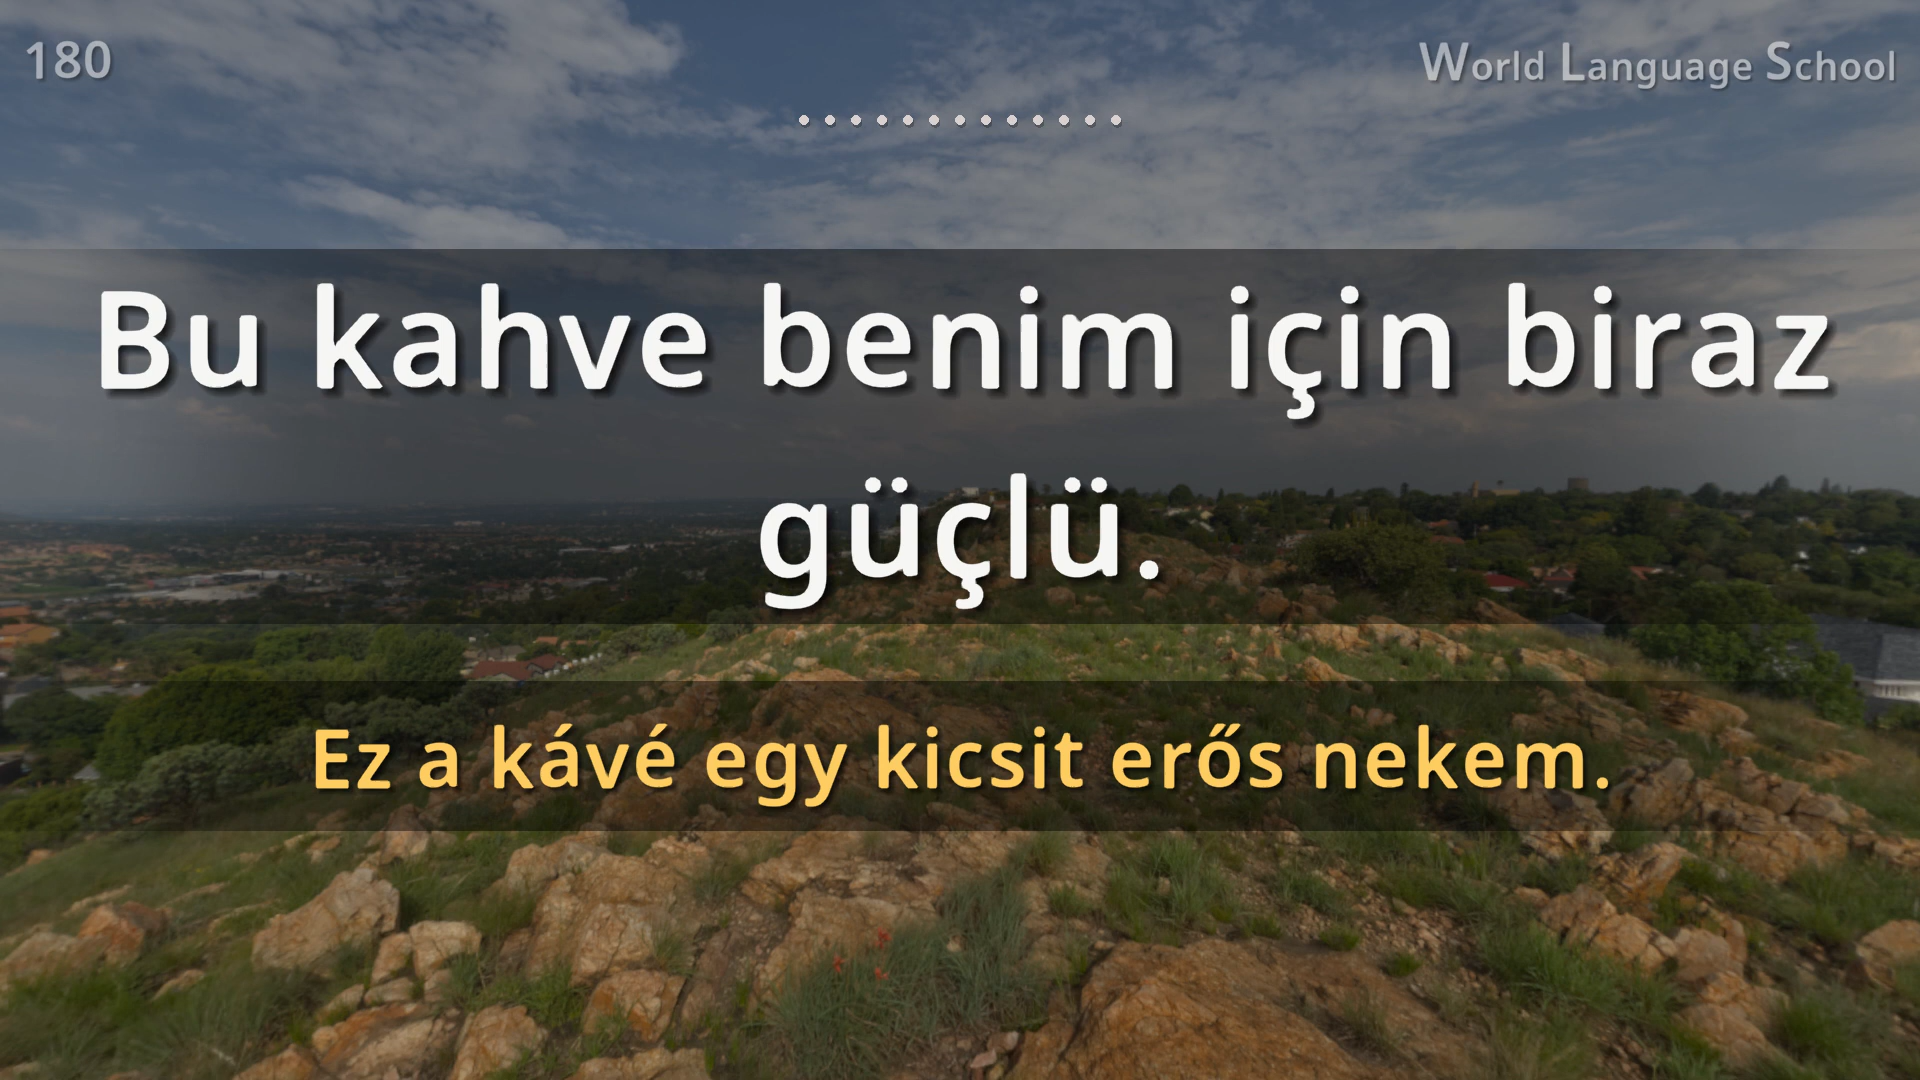 180
World Language School
Bu kahve benim için biraz
güçlü.
Ez a kávé egy kicsit erős nekem.